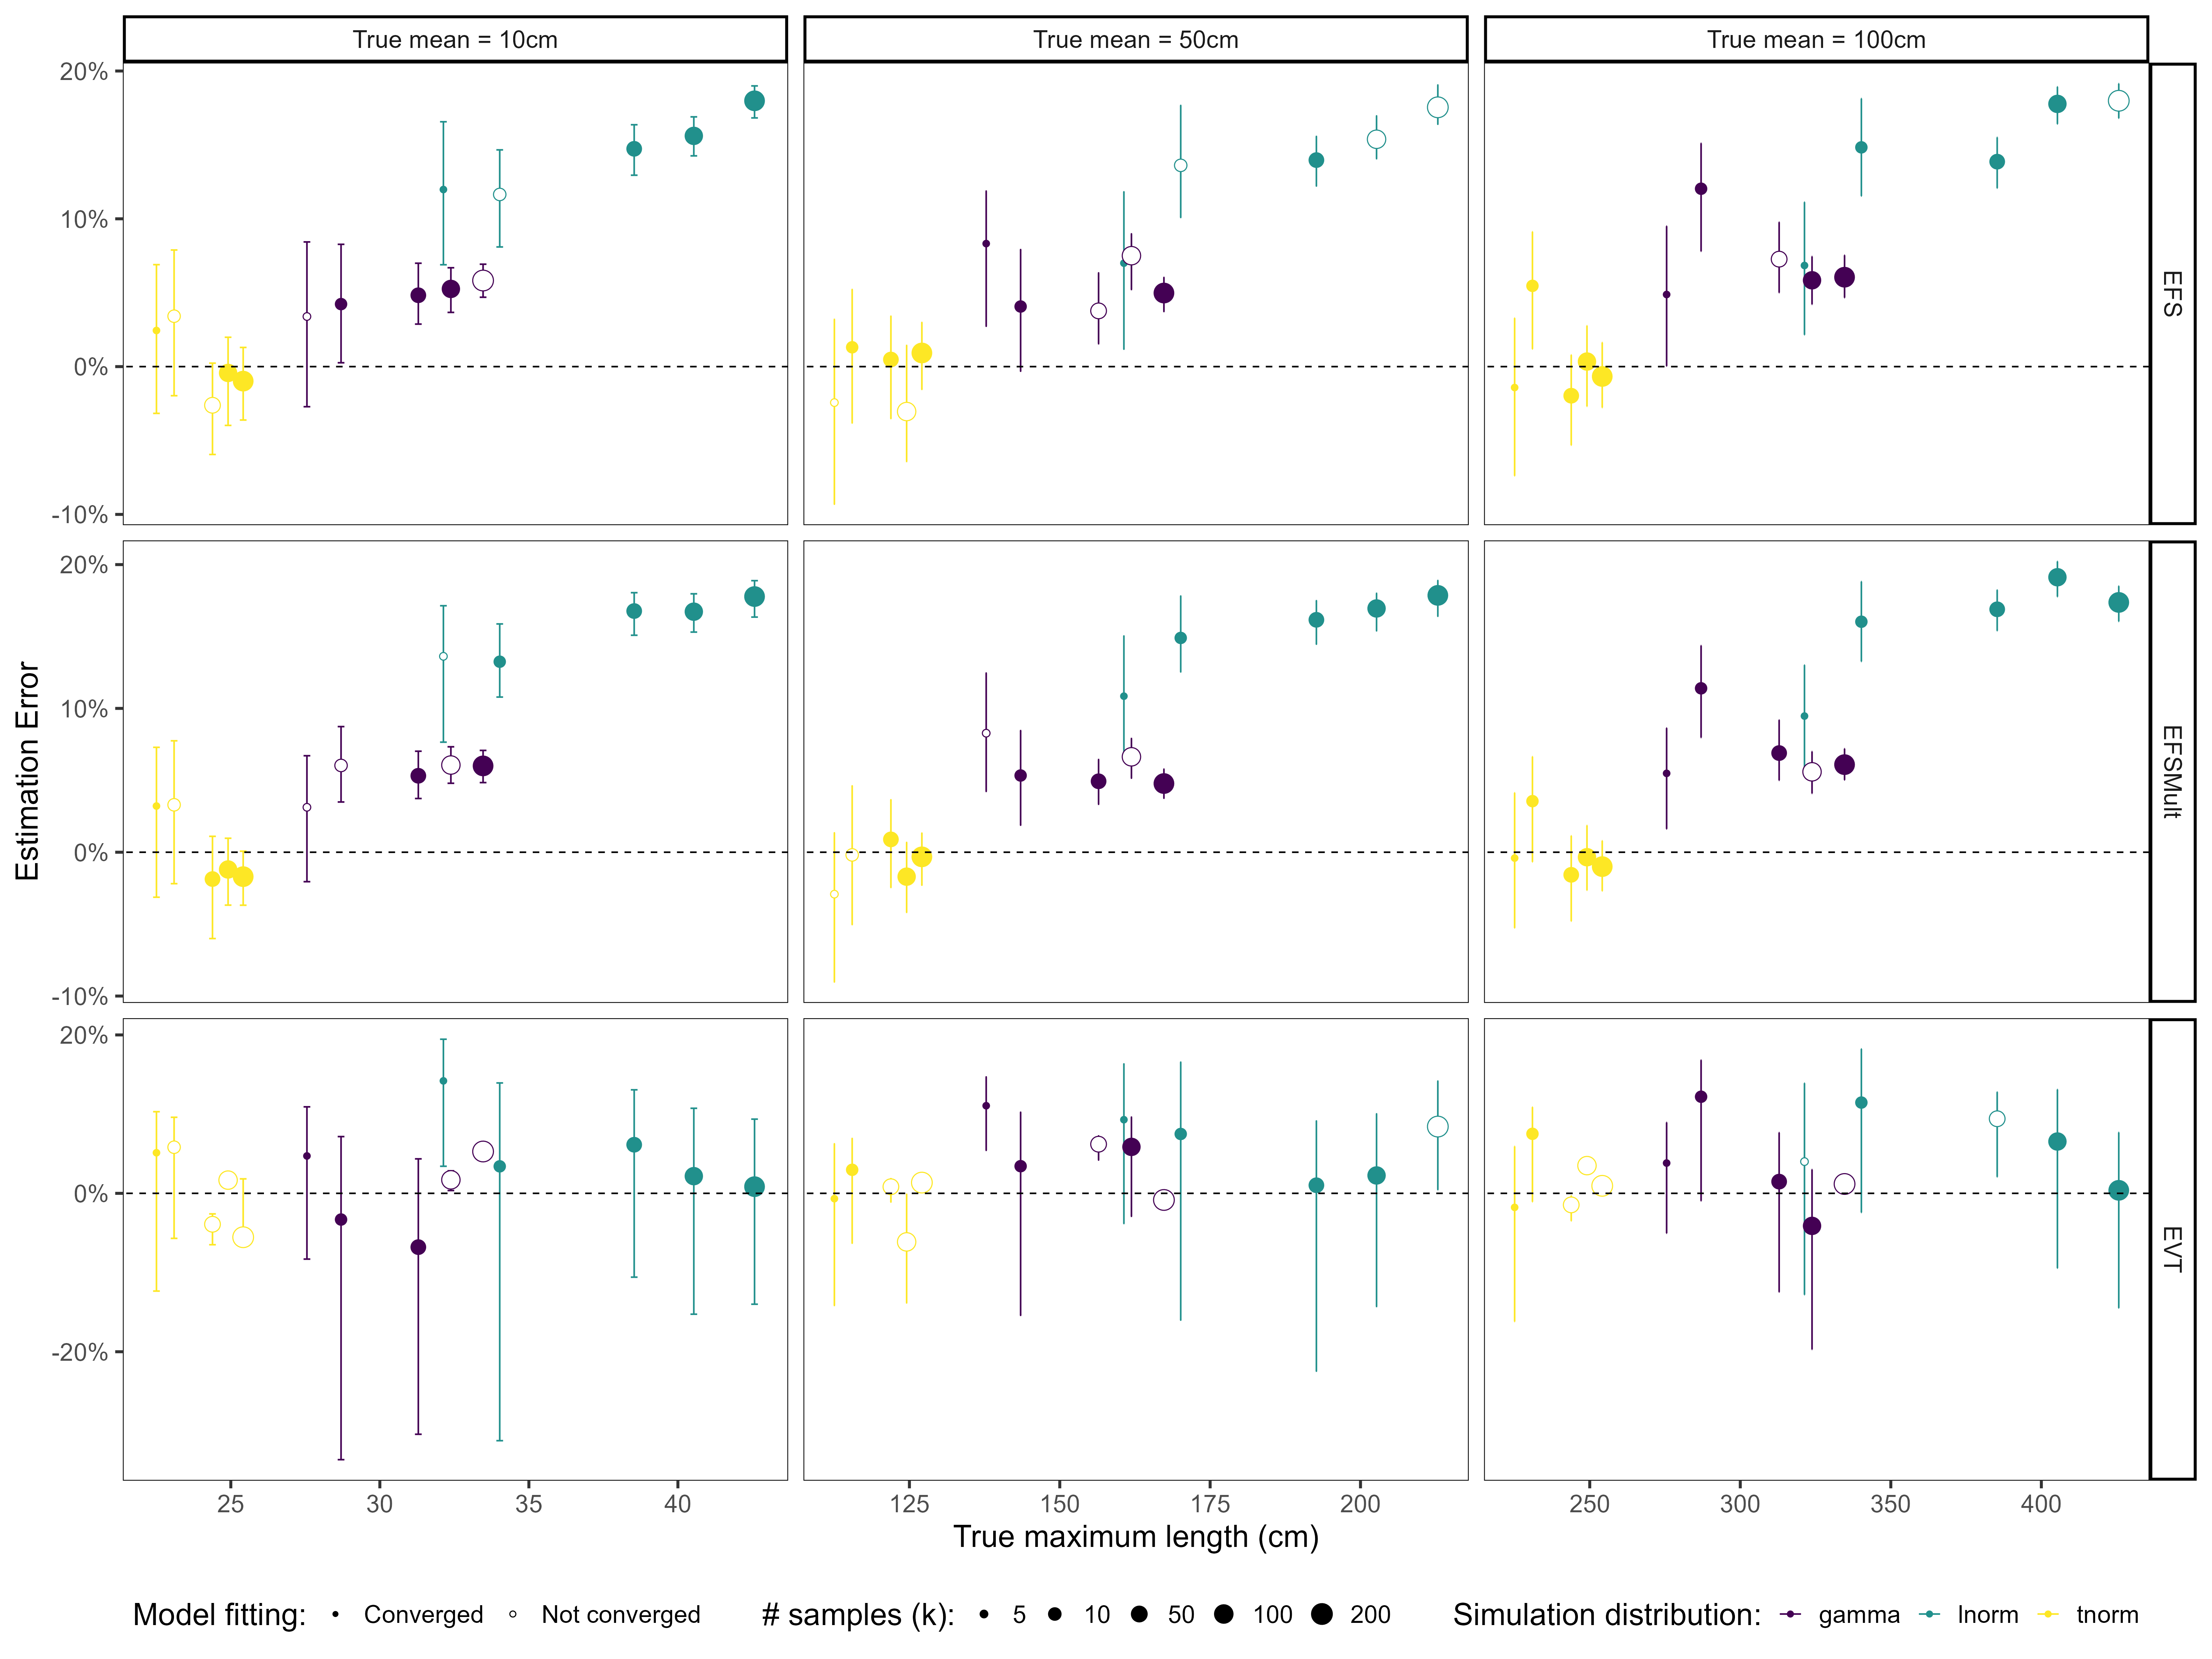 True mean = 10cm
True mean = 50cm
True mean = 100cm
20%
10%
0%
-10%
EFS
20%
10%
0%
-10%
EFSMult
20%
0%
-20%
EVT
Estimation Error
25 30 35 40
125 150 175 200
250 300 350 400
True maximum length (cm)
Model fitting: Converged Not converged # samples (k): 5 10 50 100 200 Simulation distribution: gamma lnorm tnorm